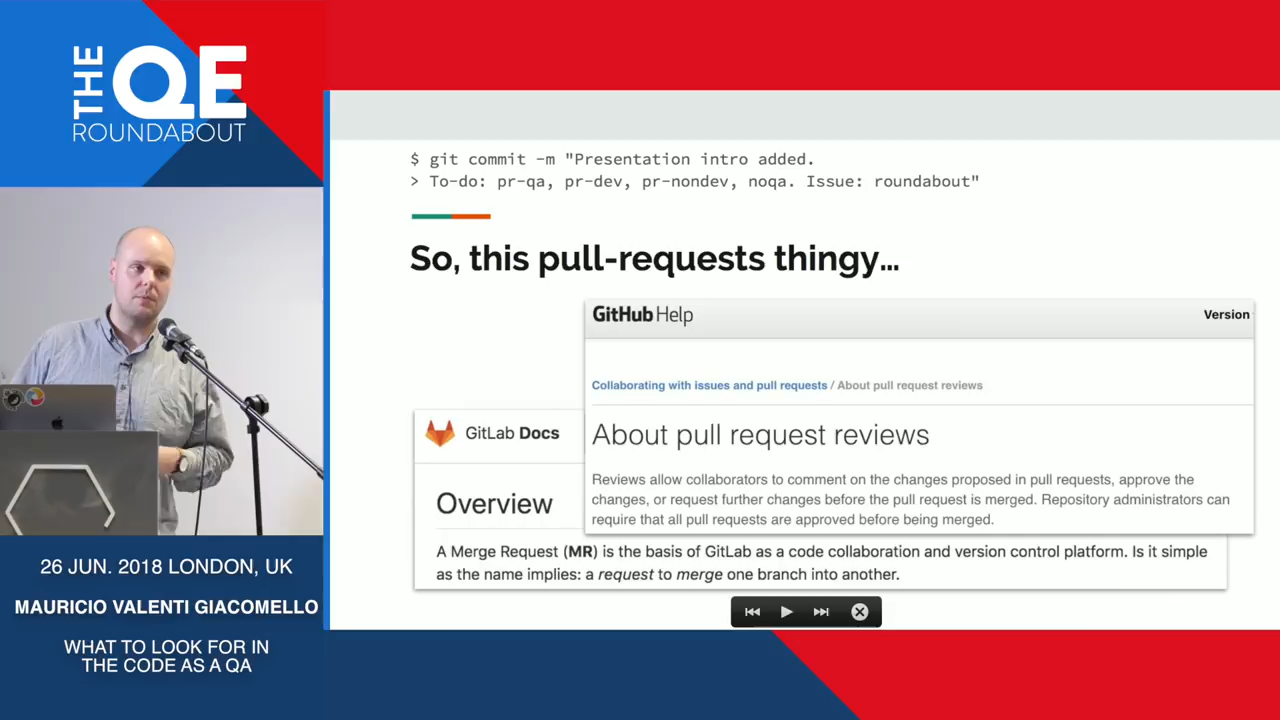 THE
QE
ROUNDABOUT
26 JUN. 2018 LONDON, UK
MAURICIO VALENTI GIACOMELLO
WHAT TO LOOK FOR IN
THE CODE AS A QA
$ git commit -m "Presentation intro added.
> To-do: pr-qa, pr-dev, pr-nondev, noqa. Issue: roundabout"
So, this pull-requests thingy…
GitHub Help
Version
Collaborating with issues and pull requests / About pull request reviews
About pull request reviews
Reviews allow collaborators to comment on the changes proposed in pull requests, approve the
changes, or request further changes before the pull request is merged. Repository administrators can
require that all pull requests are approved before being merged.
GitLab Docs
Overview
A Merge Request (MR) is the basis of GitLab as a code collaboration and version control platform. Is it simple
as the name implies: a request to merge one branch into another.